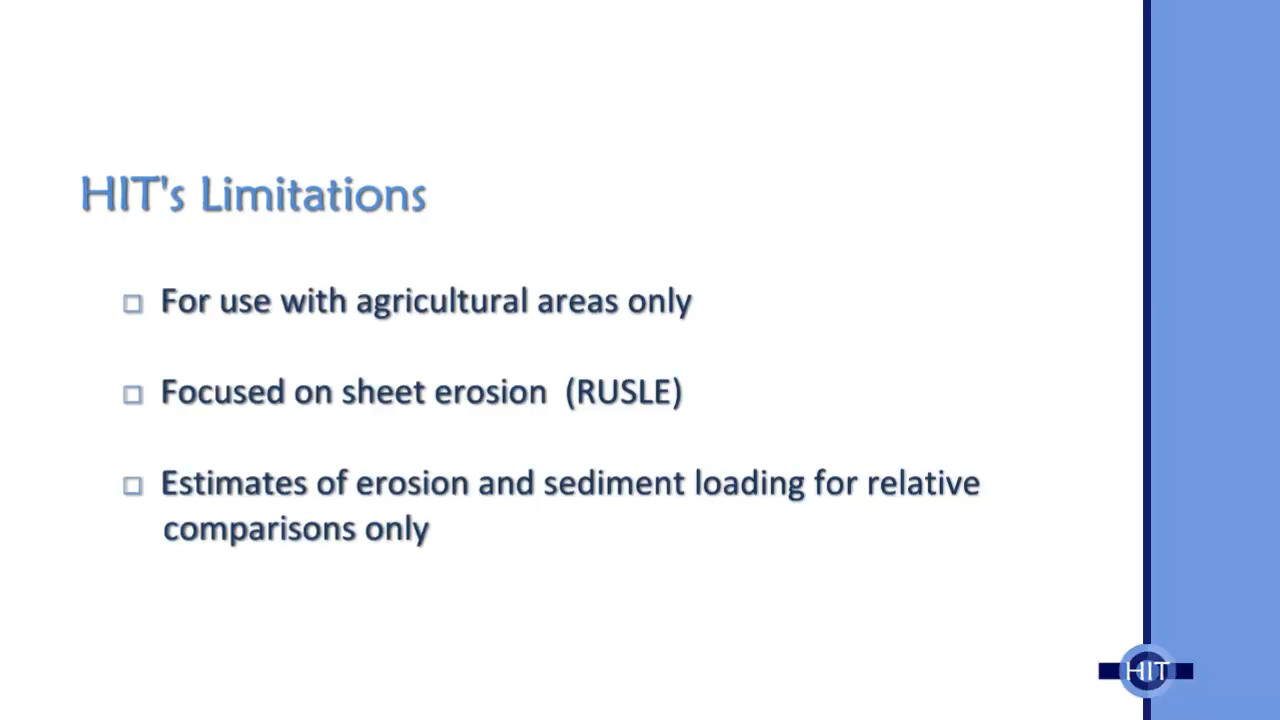 HIT's Limitations
For use with agricultural areas only
Focused on sheet erosion (RUSLE)
Estimates of erosion and sediment loading for relative
comparisons only
HIT